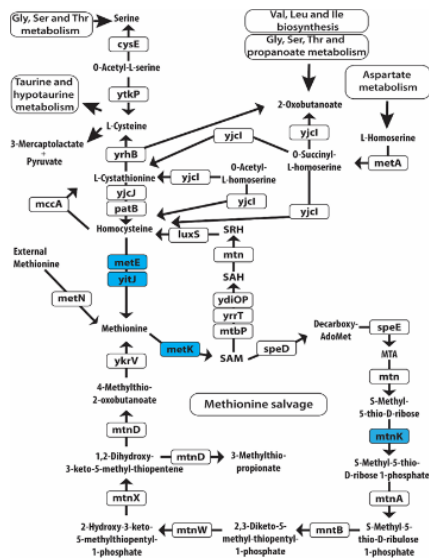 Gly, Ser and Thr
metabolism
Serine
cysE
O-Acetyl-L-serine
ytkP
Taurine and
hypotaurine
metabolism
L-Cysteine
3-Mercaptolactate
+
Pyruvate
yrhB
L-Cystathionine
yjcJ
patB
mccA
Homocysteine
Val, Leu and Ile
biosynthesis
Gly, Ser, Thr and
propanoate metabolism
2-Oxobutanoate
Aspartate
metabolism
L-Homoserine
metA
yjcI
yjcI
O-Succinyl-
L-homoserine
O-Acetyl-
L-homoserine
yjcI
yjcI
yjcI
luxS
SRH
mtn
SAH
ydiOP
yrrT
mtbP
SAM
metE
yitJ
External
Methionine
metN
Methionine
metK
speD
Decarboxy-
AdoMet
speE
MTA
mtn
S-Methyl-
5-thio-D-ribose
mtnK
S-Methyl-5-thio-
D-ribose 1-phosphate
mtnA
S-Methyl-5-
thio-D-ribulose
1-phosphate
mntB
2,3-Diketo-5-
methyl-thiopentyl-
1-phosphate
mtnW
2-Hydroxy-3-keto-
5-methylthiopentyl-
1-phosphate
mtnX
1,2-Dihydroxy-
3-keto-5-methyl-thiopentene
mtnD
3-Methylthio-
propionate
mtnD
4-Methylthio-
2-oxobutanoate
ykrV
Methionine salvage